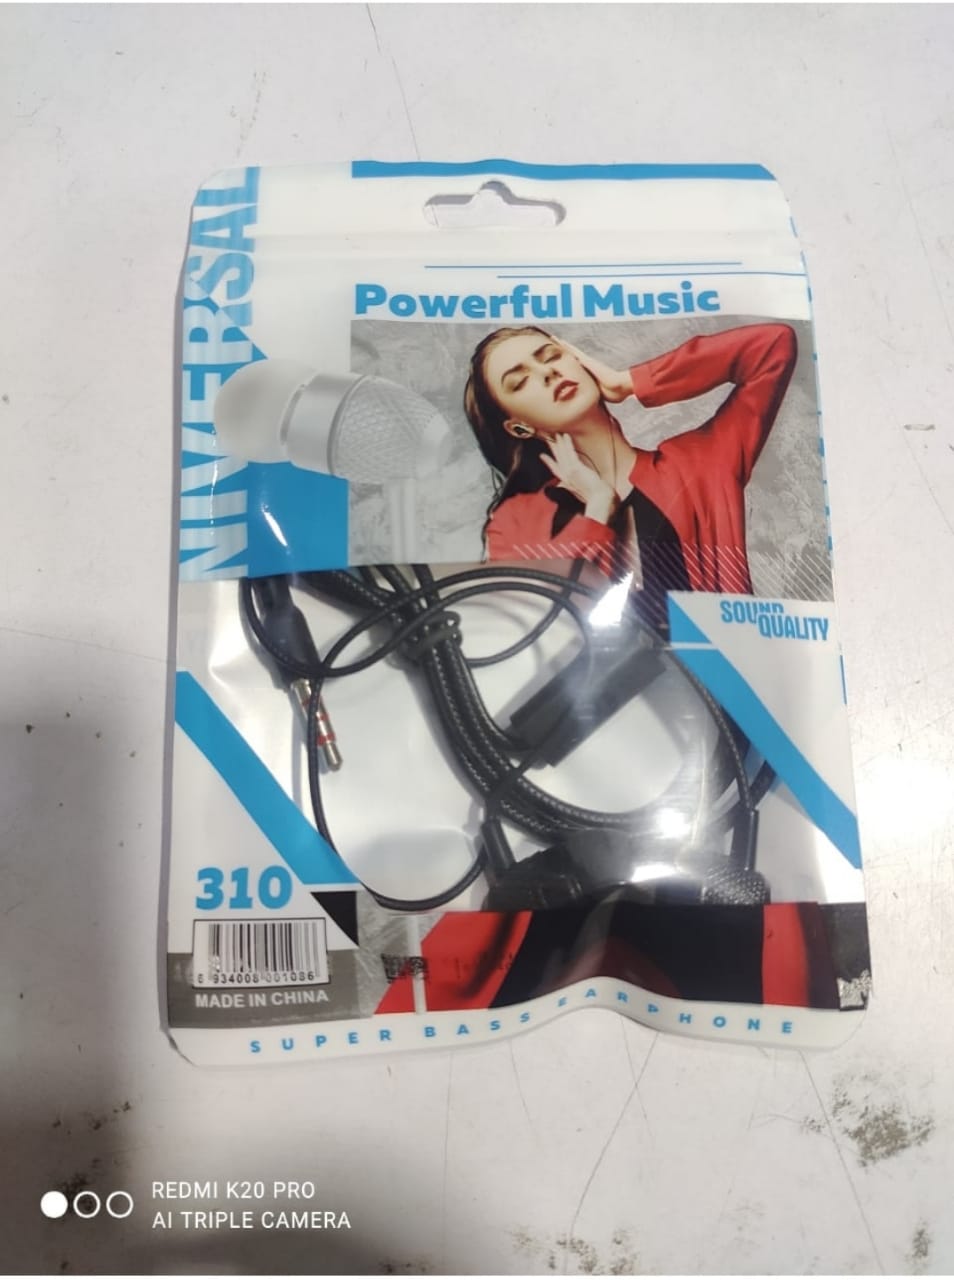 UNIVERSAL
Powerful Music
SOUND
QUALITY
310
6 934008 001086
MADE IN CHINA
SUPER BASS EARPHONE
REDMI K20 PRO
AI TRIPLE CAMERA